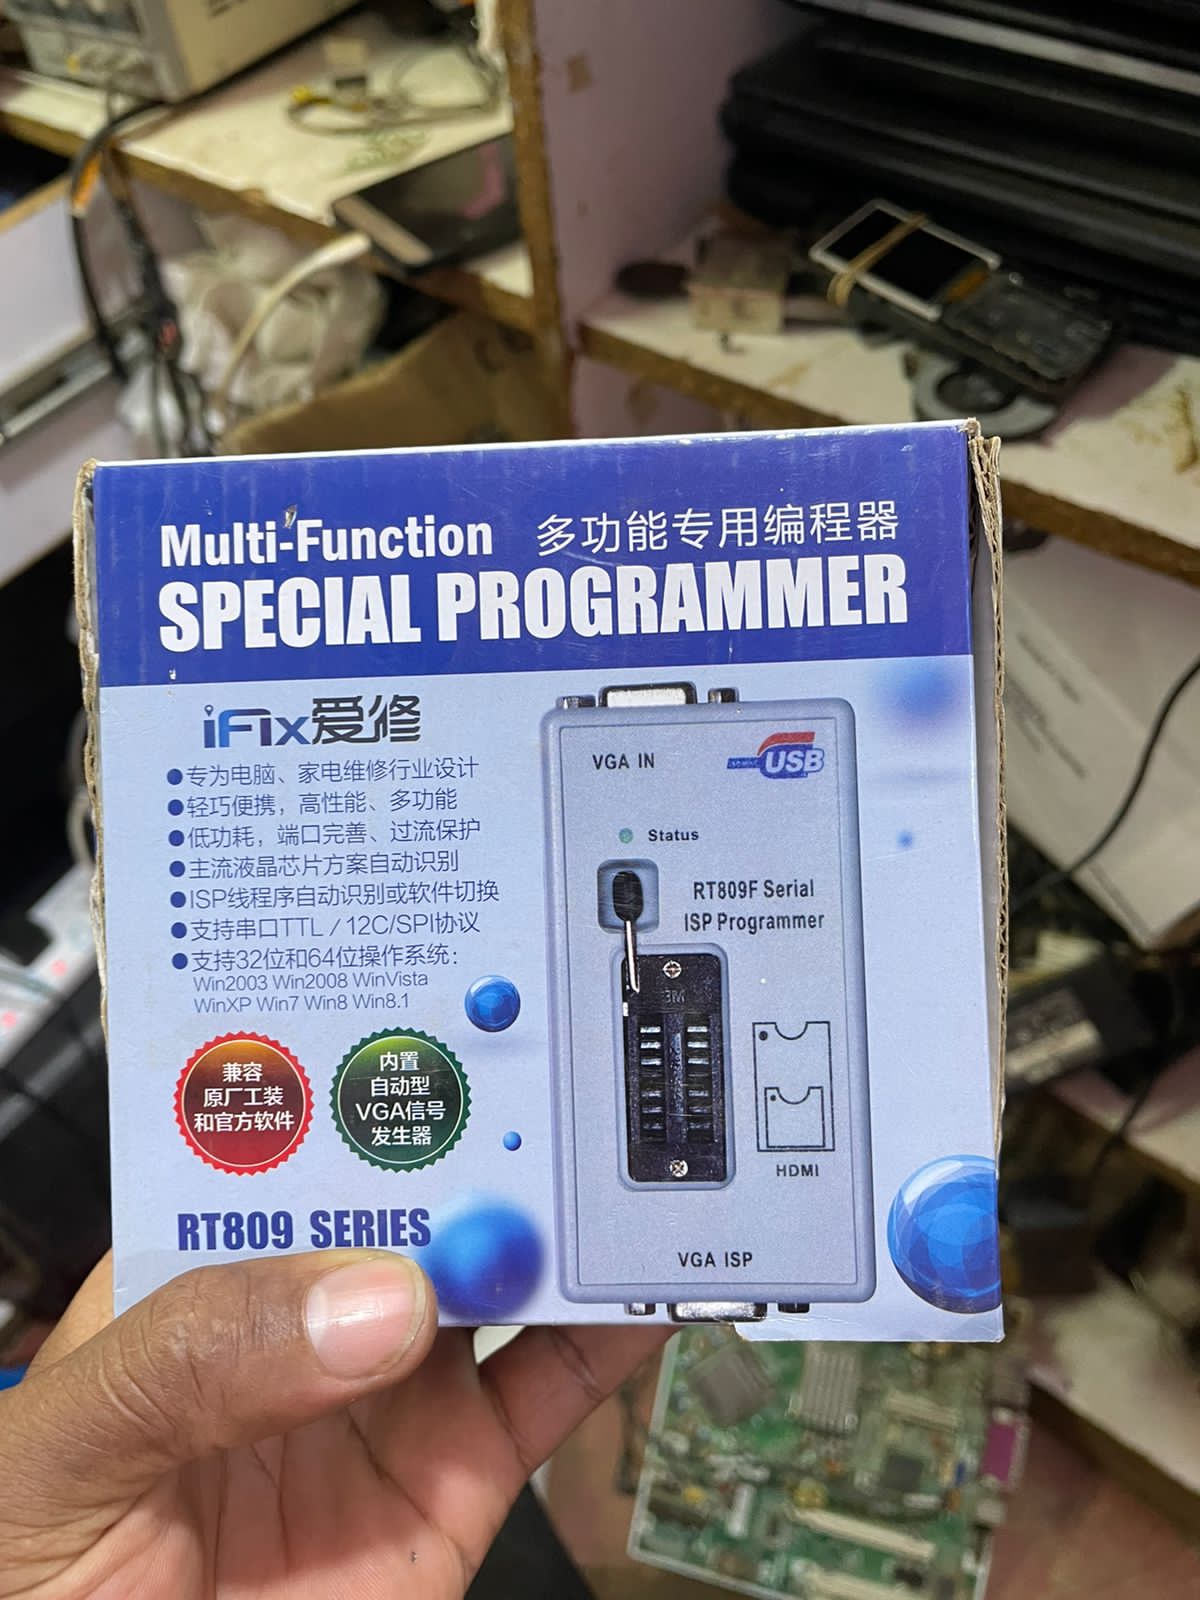 Multi-Function 多功能专用编程器
SPECIAL PROGRAMMER
iFix爱修
●专为电脑、家电维修行业设计
●轻巧便携，高性能、多功能
●低功耗，端口完善、过流保护
●主流液晶芯片方案自动识别
●ISP线程序自动识别或软件切换
●支持串口TTL / 12C/SPI协议
●支持32位和64位操作系统：
Win2003 Win2008 WinVista
WinXP Win7 Win8 Win8.1
兼容
原厂工装
和官方软件
内置
自动型
VGA信号
发生器
RT809 SERIES
VGA IN
USB
Status
RT809F Serial
ISP Programmer
3M
HDMI
VGA ISP